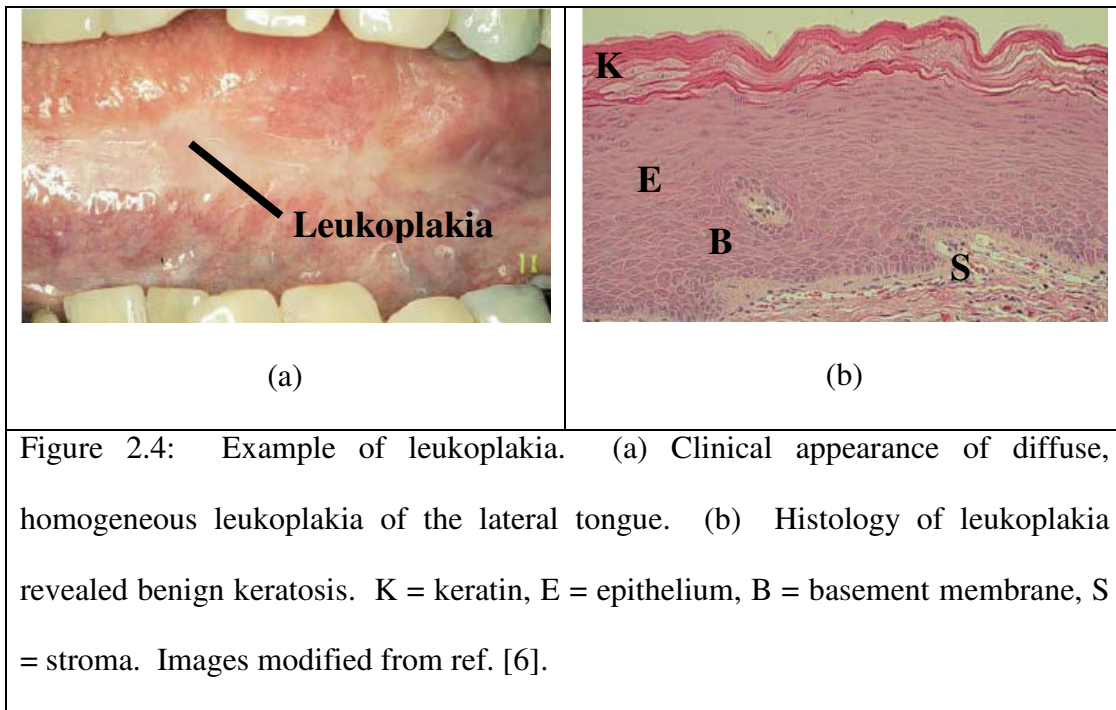 Leukoplakia
K
E
B
S
(a)
(b)
Figure 2.4: Example of leukoplakia. (a) Clinical appearance of diffuse,
homogeneous leukoplakia of the lateral tongue. (b) Histology of leukoplakia
revealed benign keratosis. K = keratin, E = epithelium, B = basement membrane, S
= stroma. Images modified from ref. [6].